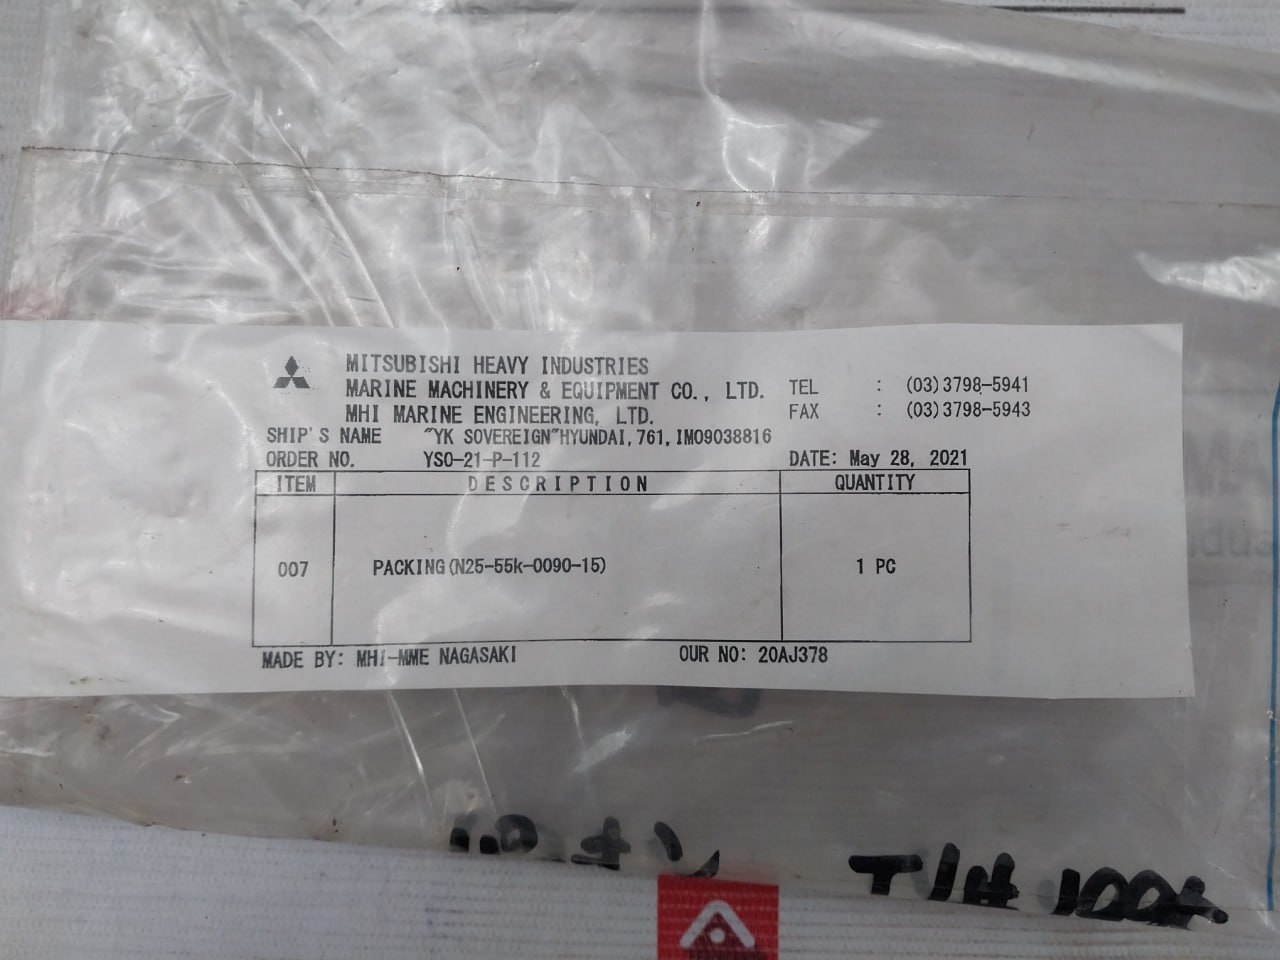 MITSUBISHI HEAVY INDUSTRIES
MARINE MACHINERY & EQUIPMENT CO., LTD. TEL : (03)3798-5941
MHI MARINE ENGINEERING, LTD. FAX : (03)3798-5943
SHIP'S NAME "YK SOVEREIGN"HYUNDAI,761,IMO9038816
ORDER NO. YSO-21-P-112 DATE: May 28, 2021
ITEM DESCRIPTION QUANTITY
007 PACKING(N25-55k-0090-15) 1 PC
MADE BY: MHI-MME NAGASAKI OUR NO: 20AJ378